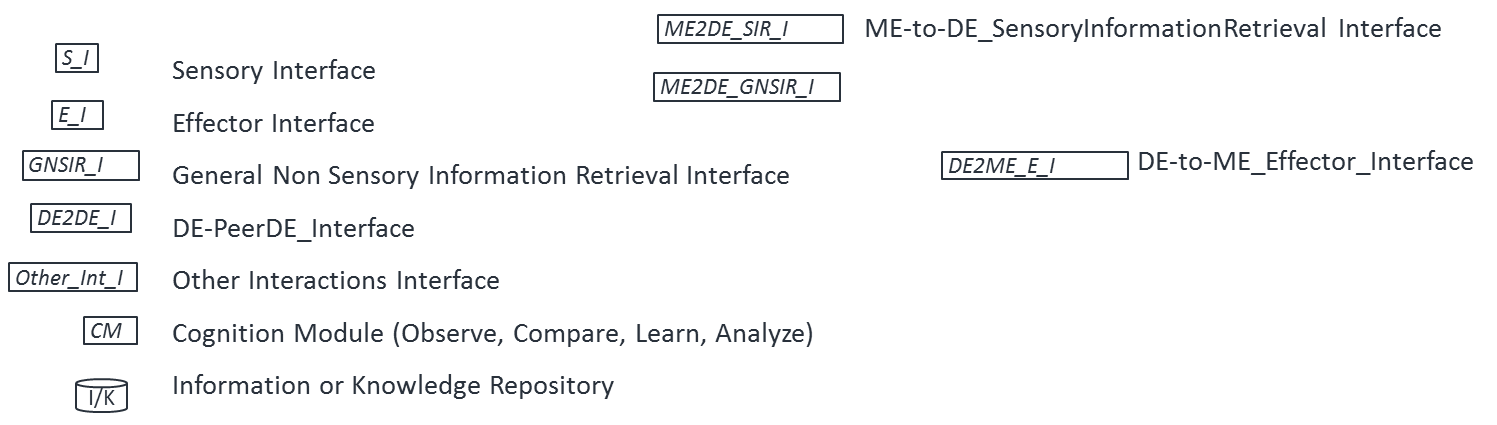 S_I
Sensory Interface
E_I
Effector Interface
GNSIR_I
General Non Sensory Information Retrieval Interface
DE2DE_I
DE-PeerDE_Interface
Other_Int_I
Other Interactions Interface
CM
Cognition Module (Observe, Compare, Learn, Analyze)
I/K
Information or Knowledge Repository
ME2DE_SIR_I
ME-to-DE_SensoryInformationRetrieval Interface
ME2DE_GNSIR_I
DE2ME_E_I
DE-to-ME_Effector_Interface